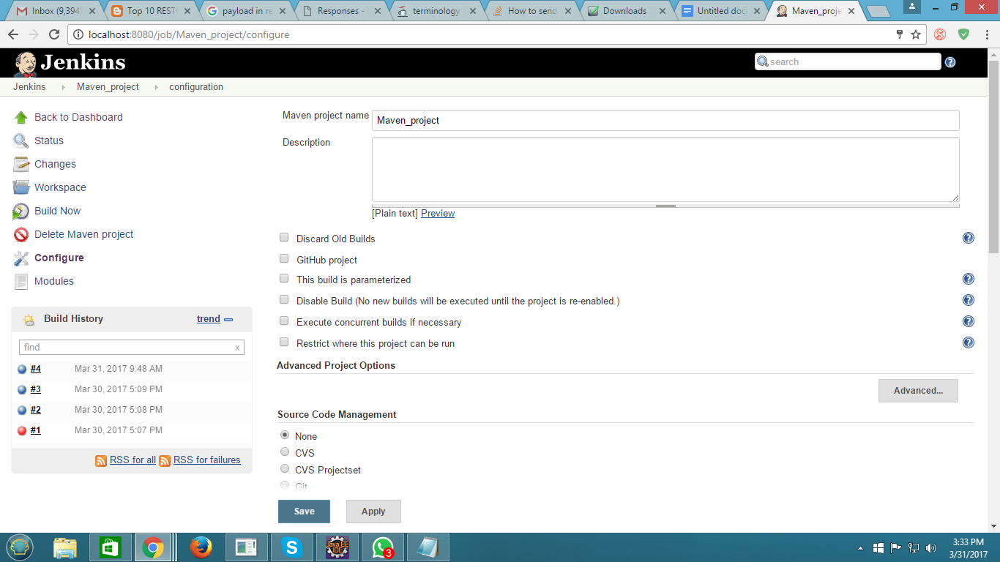 Inbox (9,394
Top 10 REST
payload in re
Responses -
terminology
How to send
Downloads
Untitled doc
Maven_proje
localhost:8080/job/Maven_project/configure
Jenkins
search
Jenkins
Maven_project
configuration
Back to Dashboard
Status
Changes
Workspace
Build Now
Delete Maven project
Configure
Modules
Build History
trend
find
x
#4 Mar 31, 2017 9:48 AM
#3 Mar 30, 2017 5:09 PM
#2 Mar 30, 2017 5:08 PM
#1 Mar 30, 2017 5:07 PM
RSS for all RSS for failures
Maven project name
Maven_project
Description
[Plain text] Preview
Discard Old Builds
GitHub project
This build is parameterized
Disable Build (No new builds will be executed until the project is re-enabled.)
Execute concurrent builds if necessary
Restrict where this project can be run
Advanced Project Options
Advanced...
Source Code Management
None
CVS
CVS Projectset
Git
Save
Apply
Java EE
IDE
3
3:33 PM
3/31/2017